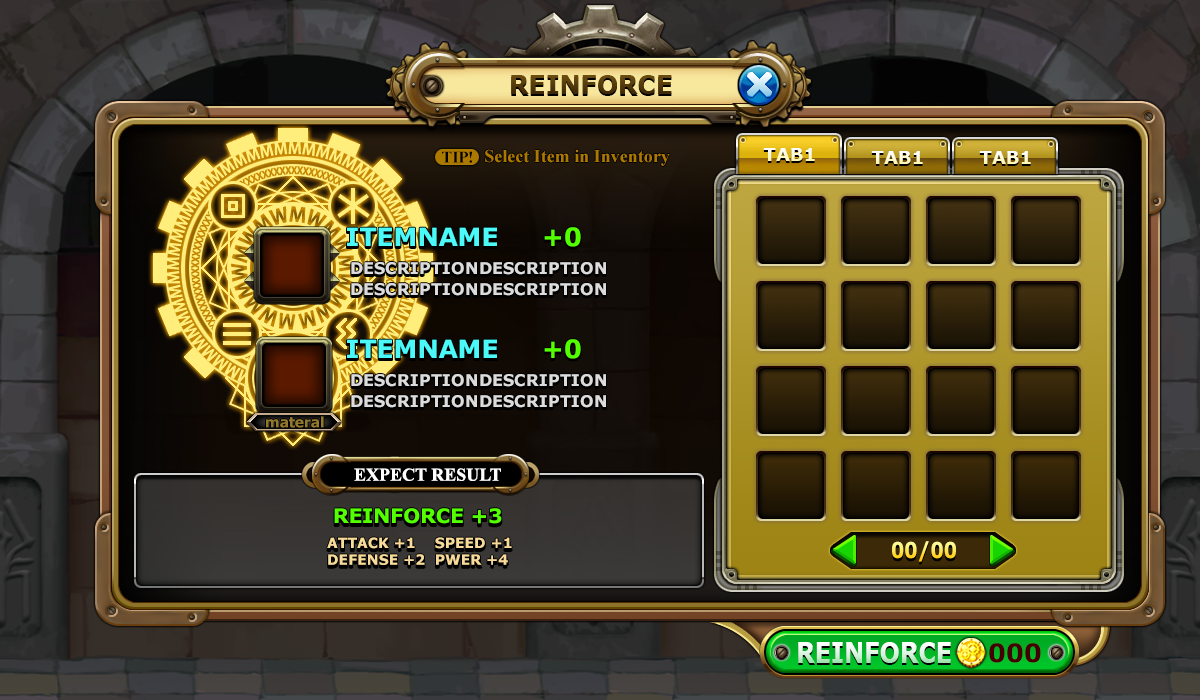 REINFORCE
TIP! Select Item in Inventory
ITEMNAME +0
DESCRIPTIONDESCRIPTION
DESCRIPTIONDESCRIPTION
ITEMNAME +0
DESCRIPTIONDESCRIPTION
DESCRIPTIONDESCRIPTION
materal
EXPECT RESULT
REINFORCE +3
ATTACK +1 SPEED +1
DEFENSE +2 PWER +4
TAB1 TAB1 TAB1
00/00
REINFORCE 000